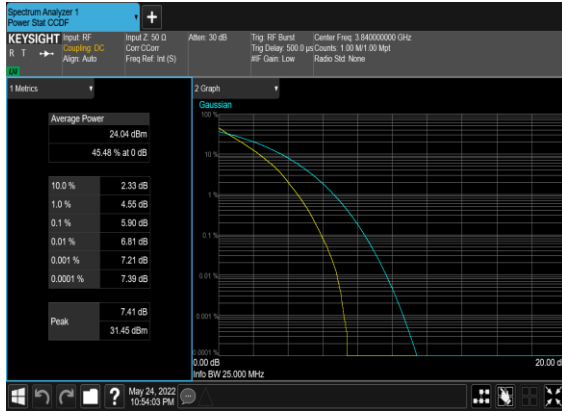 Spectrum Analyzer 1
Power Stat CCDF
+
KEYSIGHT
R T
LU
Input: RF
Coupling: DC
Align: Auto
Input Z: 50 Ω
Corr CCorr
Freq Ref: Int (S)
Atten: 30 dB
Trig: RF Burst
Trig Delay: 500.0 µs
#IF Gain: Low
Center Freq: 3.840000000 GHz
Counts: 1.00 M/1.00 Mpt
Radio Std: None
1 Metrics
Average Power
24.04 dBm
45.48 % at 0 dB
10.0 % 2.33 dB
1.0 % 4.55 dB
0.1 % 5.90 dB
0.01 % 6.81 dB
0.001 % 7.21 dB
0.0001 % 7.39 dB
Peak
7.41 dB
31.45 dBm
2 Graph
Gaussian
100 %
10 %
1 %
0.1 %
0.01 %
0.001 %
0.0001 %
0.00 dB
20.00 d
Info BW 25.000 MHz
?
May 24, 2022
10:54:03 PM